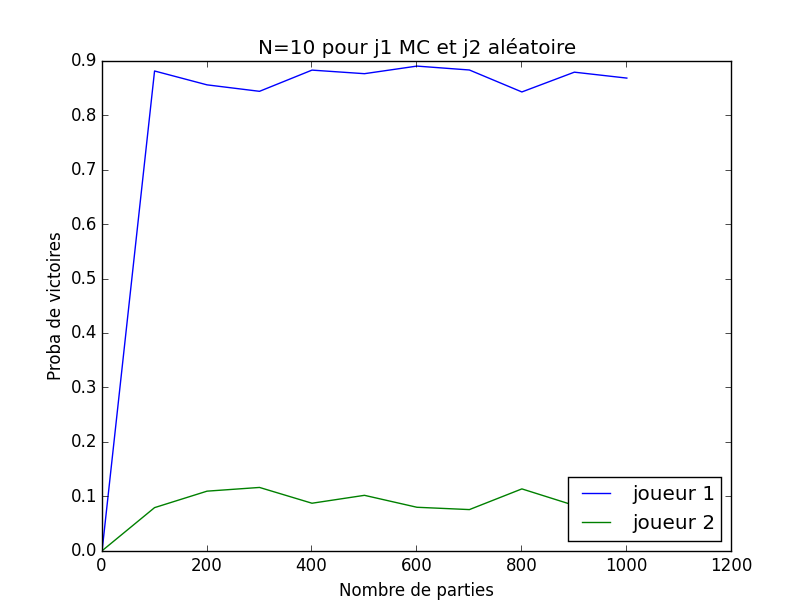 N=10 pour j1 MC et j2 aléatoire
0.9
0.8
0.7
0.6
0.5
0.4
0.3
0.2
0.1
0.0
Proba de victoires
joueur 1
joueur 2
0 200 400 600 800 1000 1200
Nombre de parties